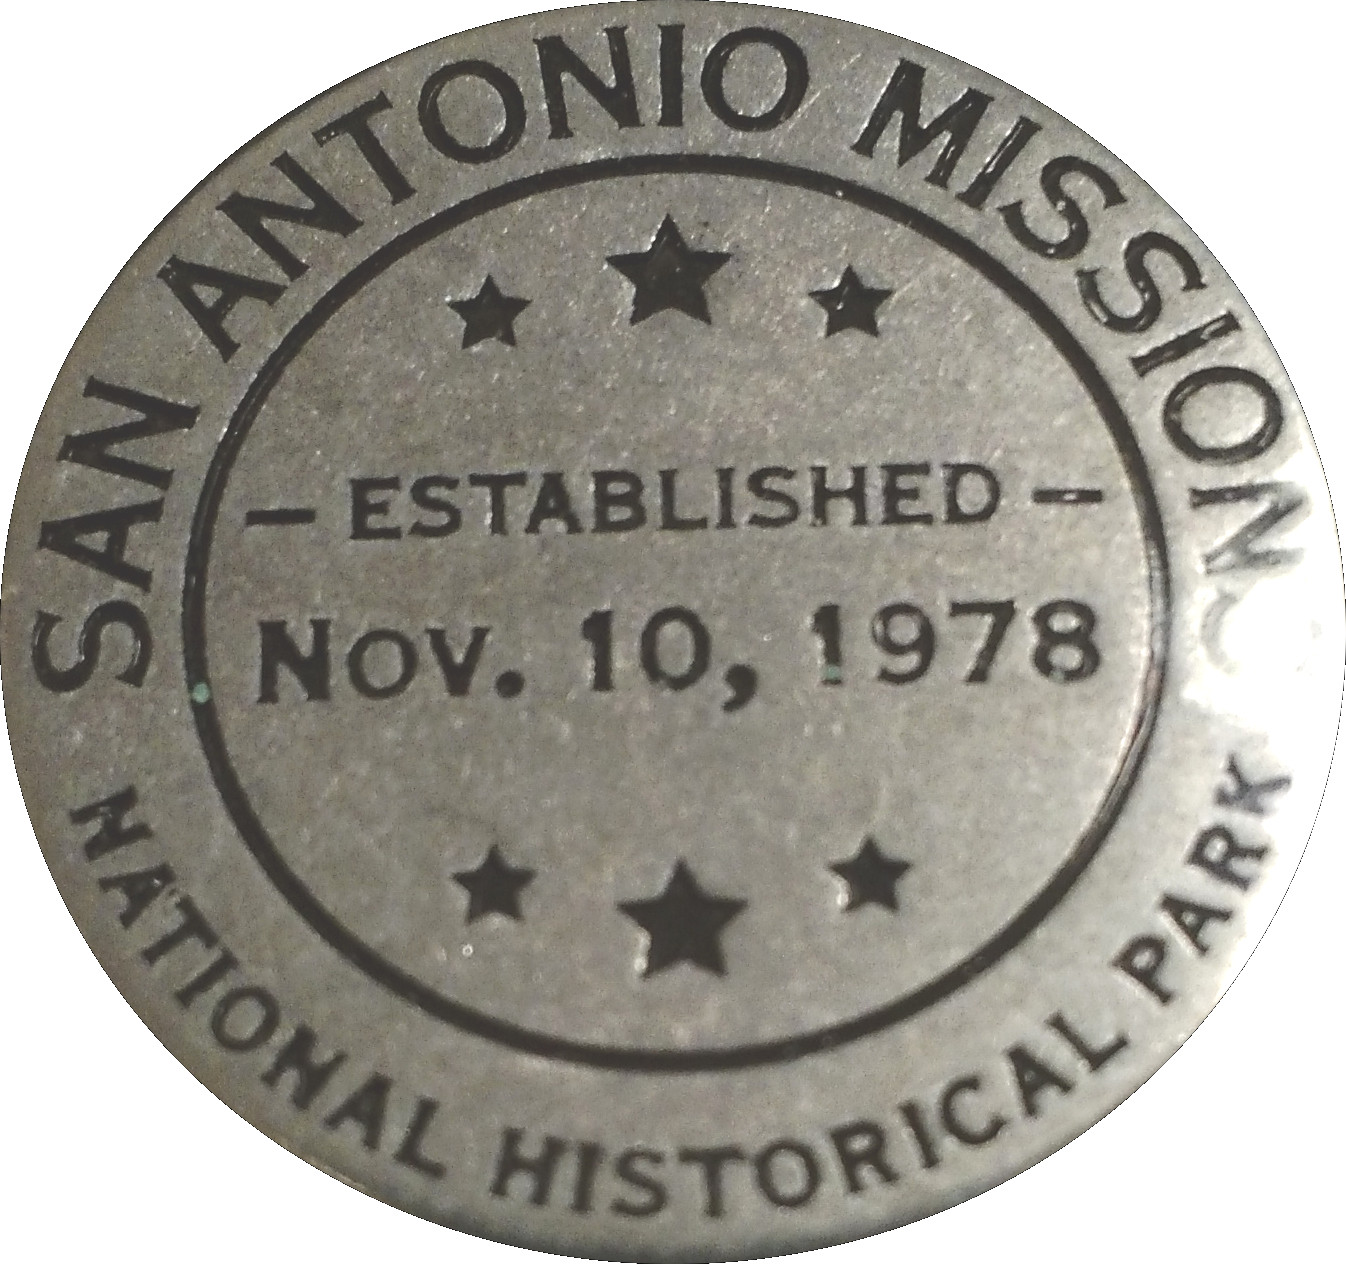 SAN ANTONIO MISSIONS
— ESTABLISHED —
NOV. 10, 1978
NATIONAL HISTORICAL PARK